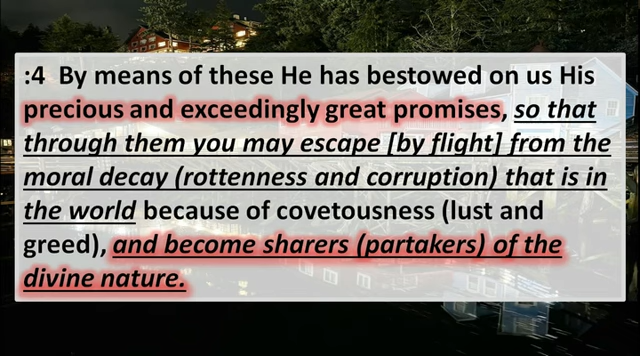 :4 By means of these He has bestowed on us His
precious and exceedingly great promises, so that
through them you may escape [by flight] from the
moral decay (rottenness and corruption) that is in
the world because of covetousness (lust and
greed), and become sharers (partakers) of the
divine nature.